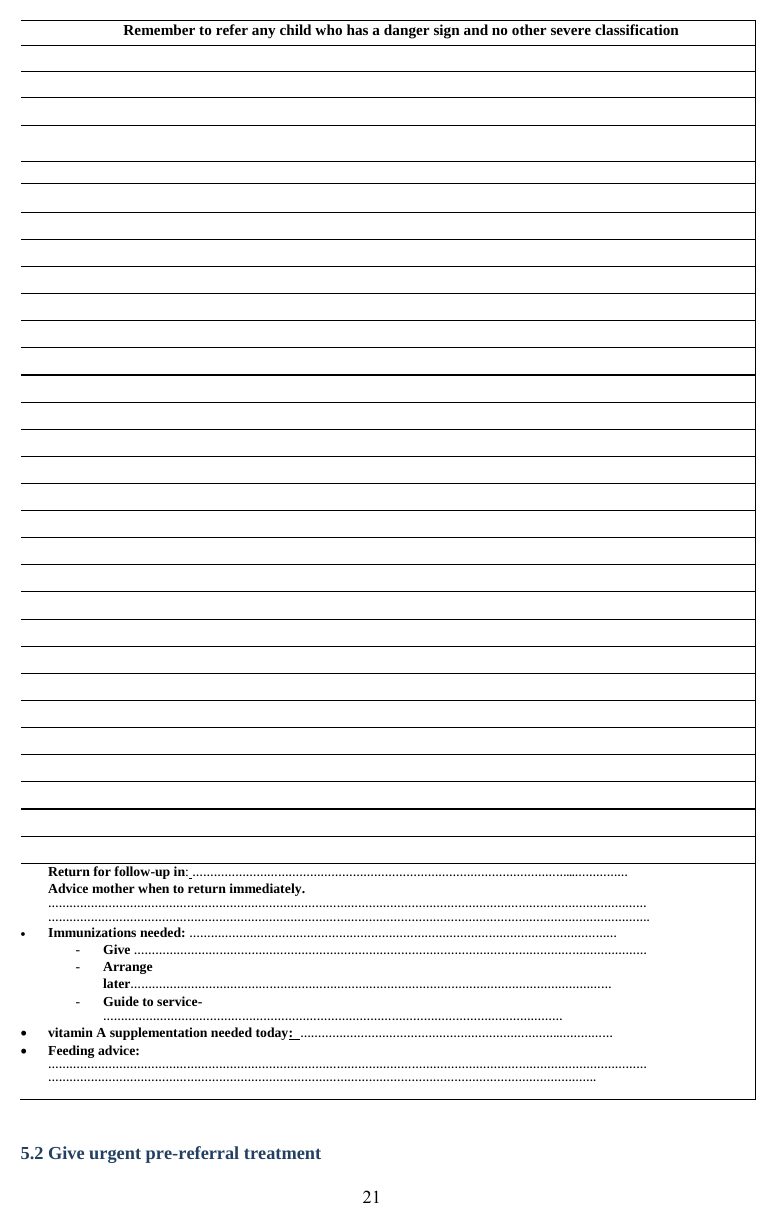 Remember to refer any child who has a danger sign and no other severe classification
Return for follow-up in: ..........................................................................................................................
Advice mother when to return immediately.
........................................................................................................................................................................
.........................................................................................................................................................................
• Immunizations needed: ........................................................................................................................
- Give ................................................................................................................................................
- Arrange
later.......................................................................................................................................
- Guide to service-
.................................................................................................................................
• vitamin A supplementation needed today: ........................................................................................
• Feeding advice:
........................................................................................................................................................................
..........................................................................................................................................................
5.2 Give urgent pre-referral treatment
21